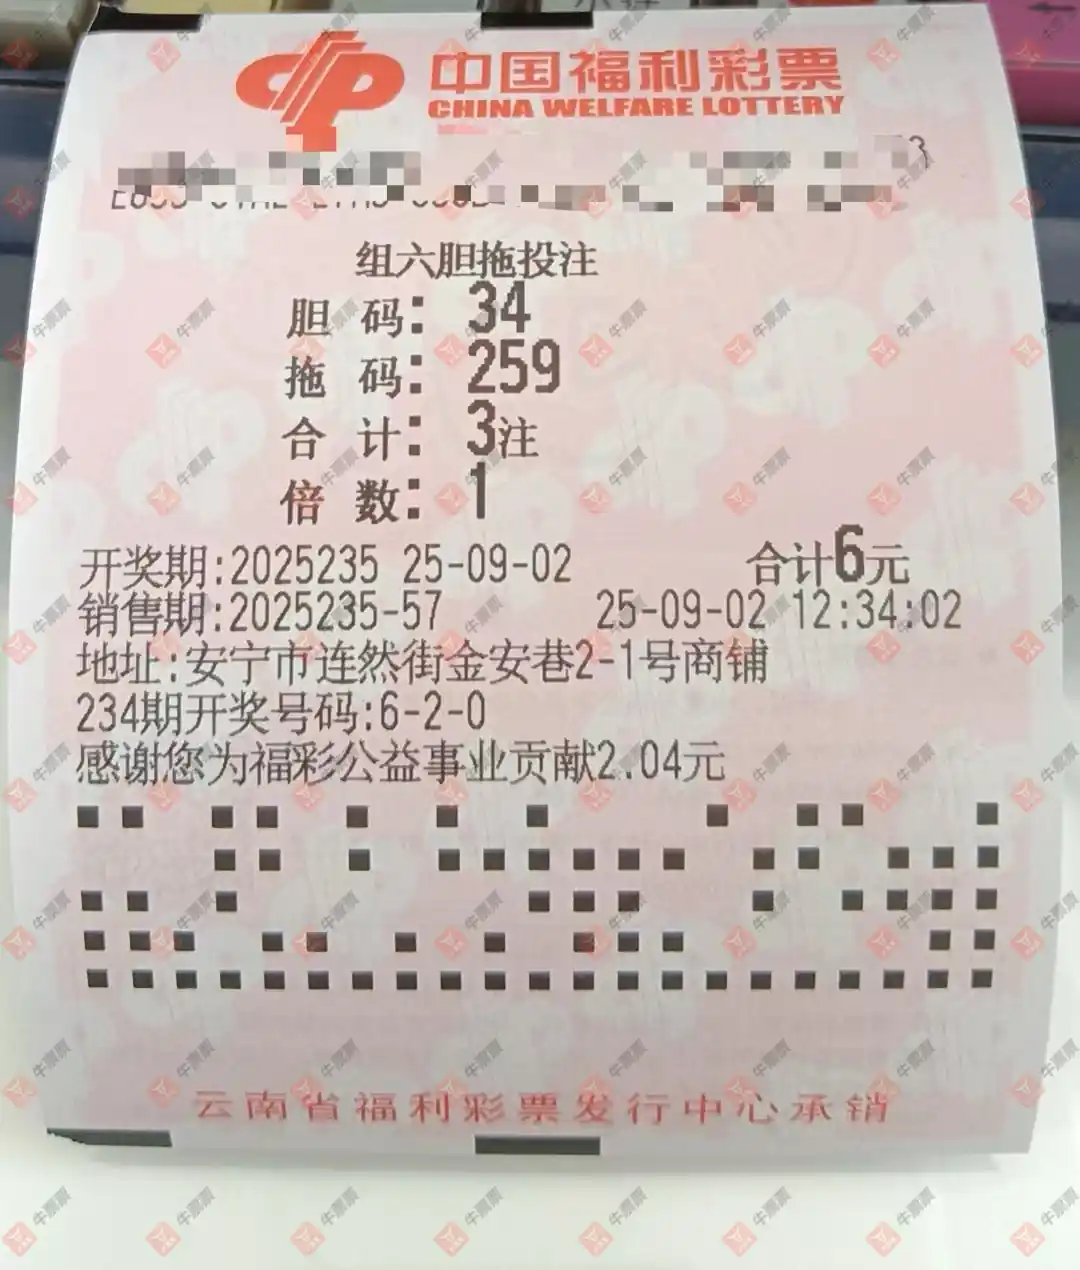 中国福利彩票
CHINA WELFARE LOTTERY
组六胆拖投注
胆 码: 34
拖 码: 259
合 计: 3注
倍 数: 1
开奖期:2025235 25-09-02 合计6元
销售期:2025235-57 25-09-02 12:34:02
地址:安宁市连然街金安巷2-1号商铺
234期开奖号码:6-2-0
感谢您为福彩公益事业贡献2.04元
云南省福利彩票发行中心承销
牛票票